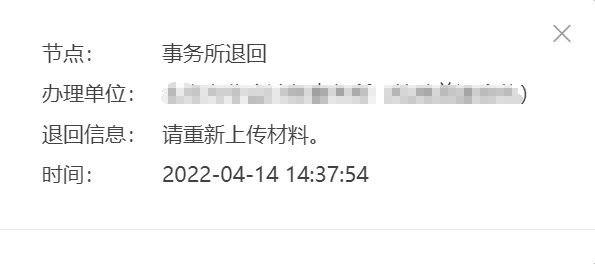 节点： 事务所退回
办理单位： )
退回信息： 请重新上传材料。
时间： 2022-04-14 14:37:54